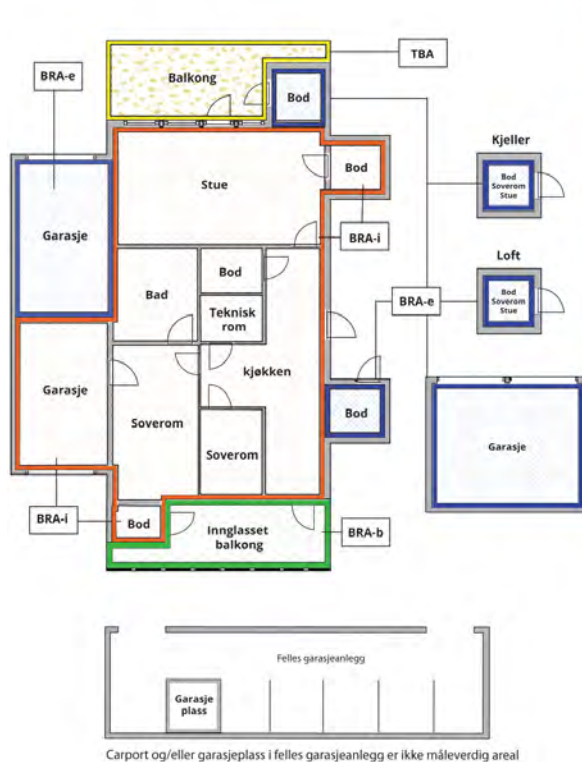 TBA
BRA-e
Balkong
Bod
Kjeller
Bod
Soverom
Stue
Stue
Bod
Garasje
BRA-i
Loft
Bod
Bad
Bod
Soverom
Stue
BRA-e
Teknisk
rom
Garasje
kjøkken
Bod
Soverom
Soverom
Garasje
BRA-i
Bod
Innglasset
balkong
BRA-b
Felles garasjeanlegg
Garasje
plass
Carport og/eller garasjeplass i felles garasjeanlegg er ikke måleverdig areal